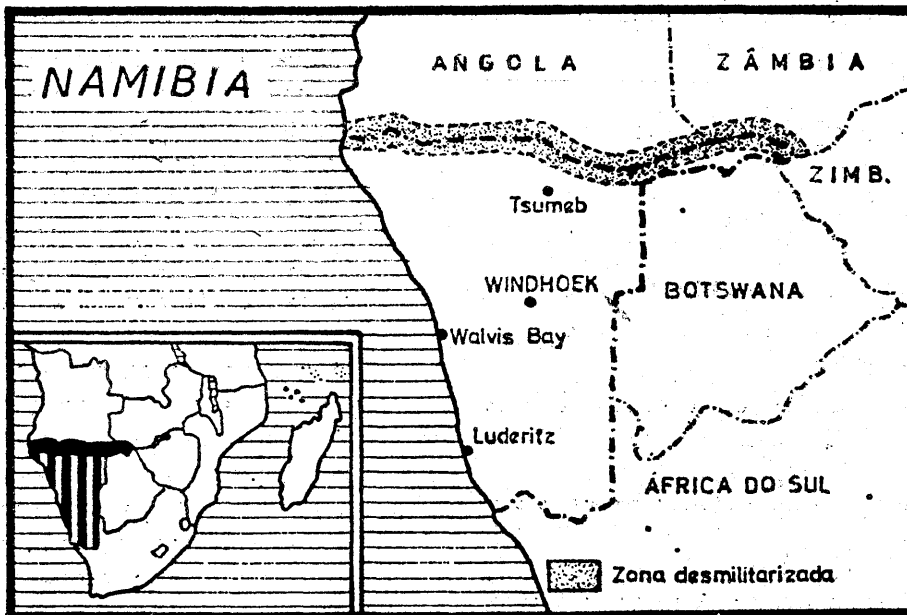 NAMIBIA
ANGOLA
ZÂMBIA
ZIMB.
Tsumeb
WINDHOEK
BOTSWANA
Walvis Bay
Luderitz
ÁFRICA DO SUL
Zona desmilitarizada